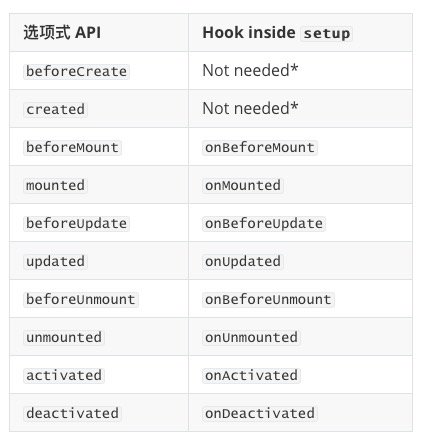 选项式 API Hook inside setup
beforeCreate Not needed*
created Not needed*
beforeMount onBeforeMount
mounted onMounted
beforeUpdate onBeforeUpdate
updated onUpdated
beforeUnmount onBeforeUnmount
unmounted onUnmounted
activated onActivated
deactivated onDeactivated